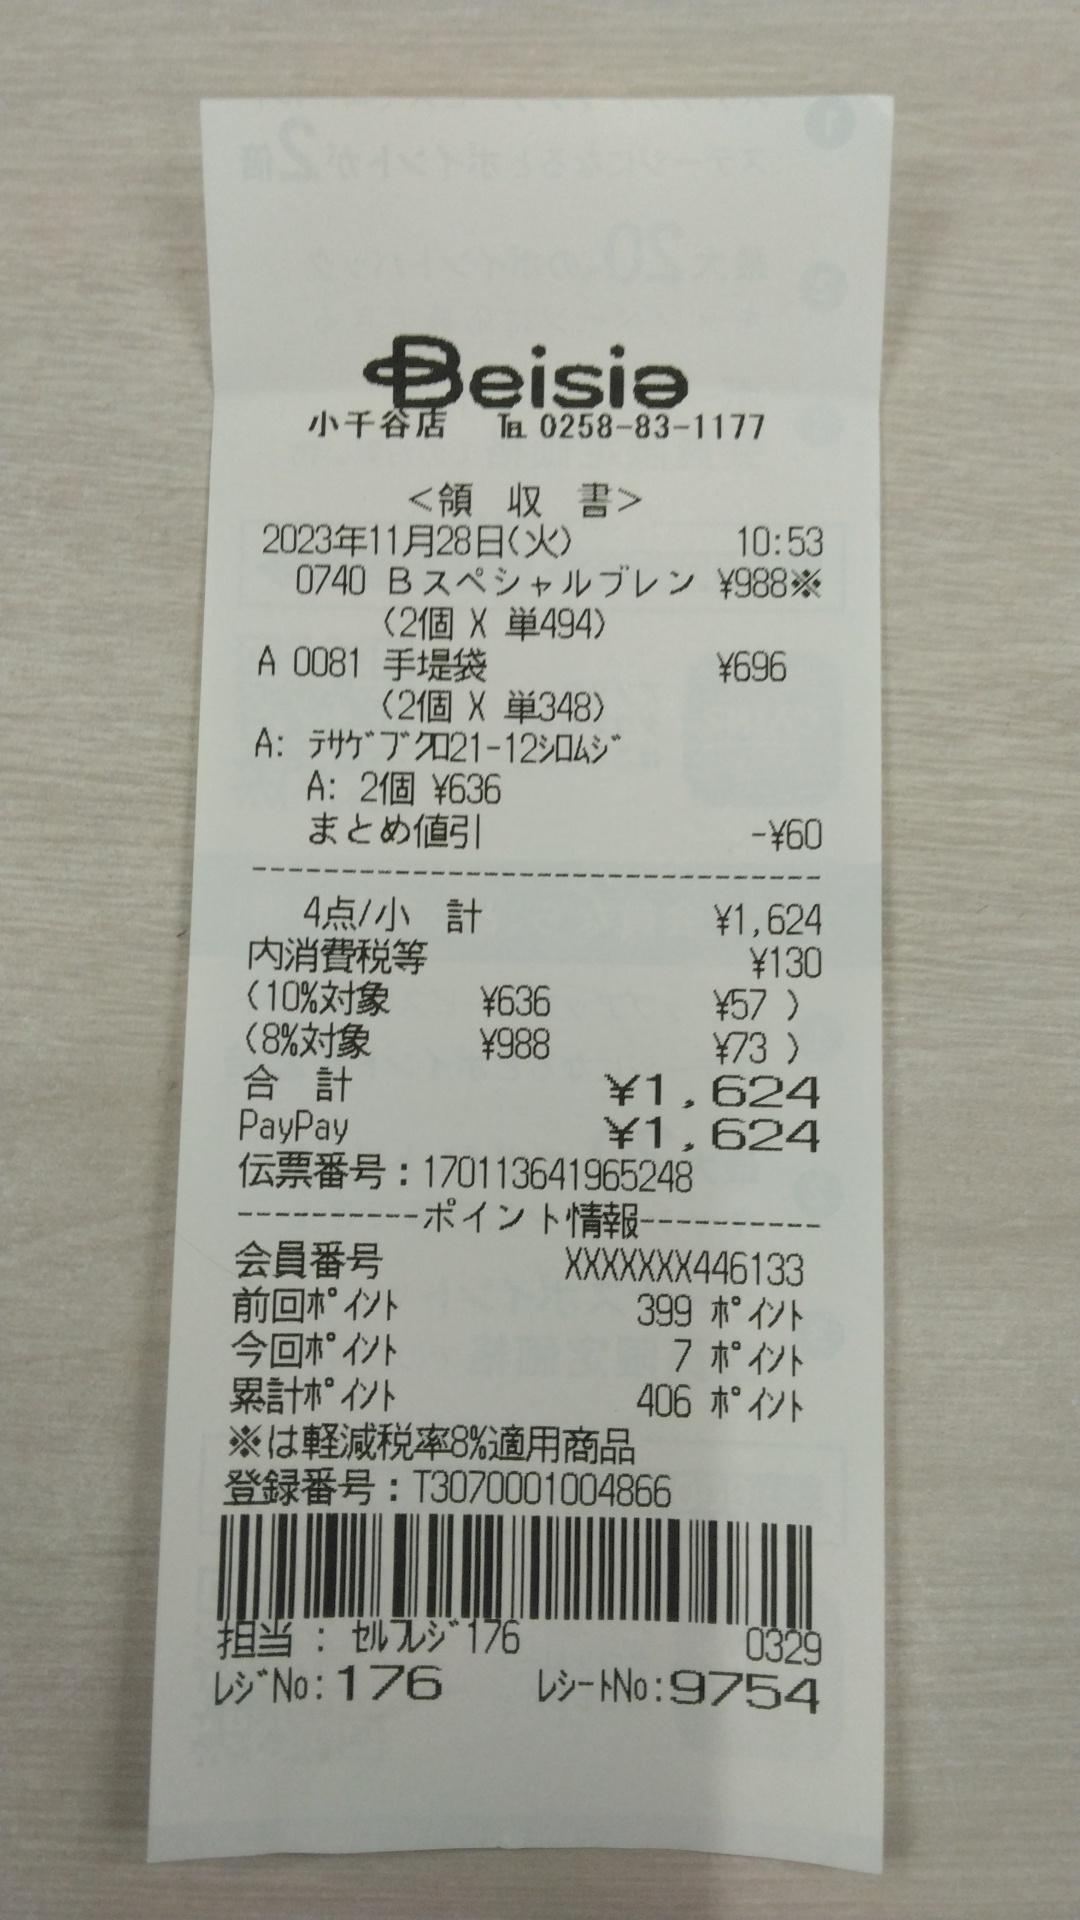 Beisia
小千谷店 ℡ 0258-83-1177
<領 収 書>
2023年11月28日(火) 10:53
0740 Bスペシャルブレン ¥988※
(2個 X 単494)
A 0081 手堤袋 ¥696
(2個 X 単348)
A: ﾃｻｹﾞﾌﾞｸﾛ21-12ｼﾛﾑｼﾞ
A: 2個 ¥636
まとめ値引 -¥60
4点/小 計 ¥1,624
内消費税等 ¥130
(10%対象 ¥636 ¥57 )
(8%対象 ¥988 ¥73 )
合 計 ¥1,624
PayPay ¥1,624
伝票番号:170113641965248
----------ポイント情報----------
会員番号 XXXXXXX446133
前回ﾎﾟｲﾝﾄ 399 ﾎﾟｲﾝﾄ
今回ﾎﾟｲﾝﾄ 7 ﾎﾟｲﾝﾄ
累計ﾎﾟｲﾝﾄ 406 ﾎﾟｲﾝﾄ
※は軽減税率8%適用商品
登録番号:T3070001004866
担当 : ｾﾙﾌﾚｼﾞ176 0329
ﾚｼﾞNo:176 ﾚｼｰﾄNo:9754